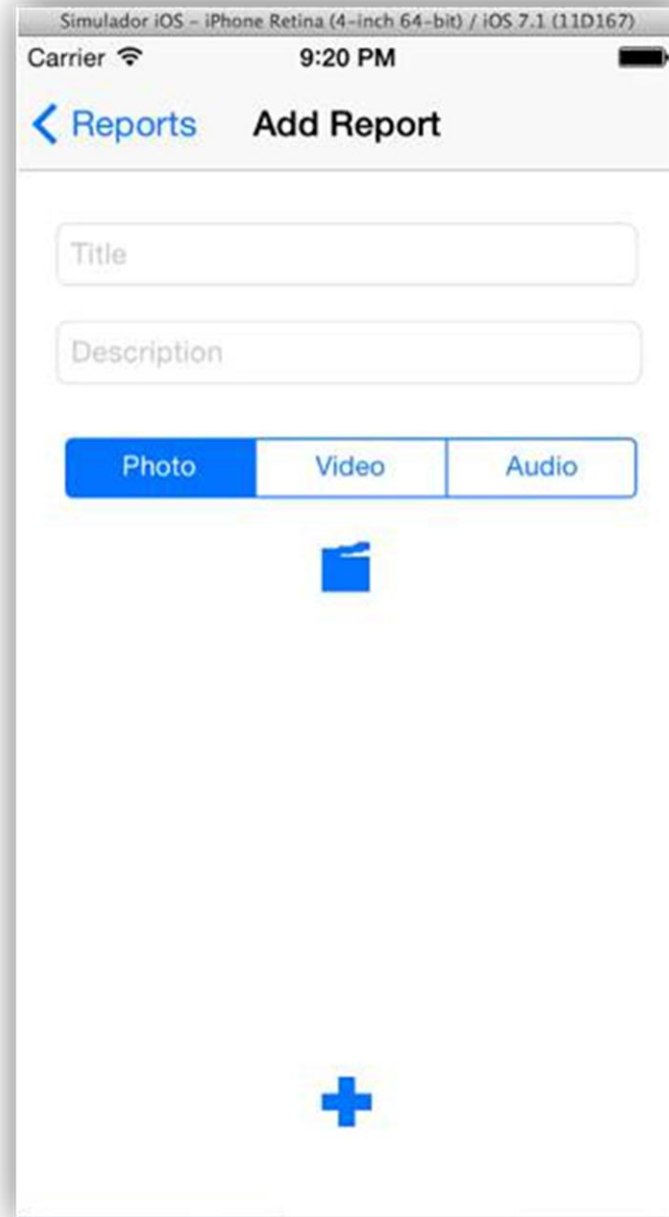 Simulador iOS - iPhone Retina (4-inch 64-bit) / iOS 7.1 (11D167)
Carrier 9:20 PM
Reports Add Report
Title
Description
Photo Video Audio